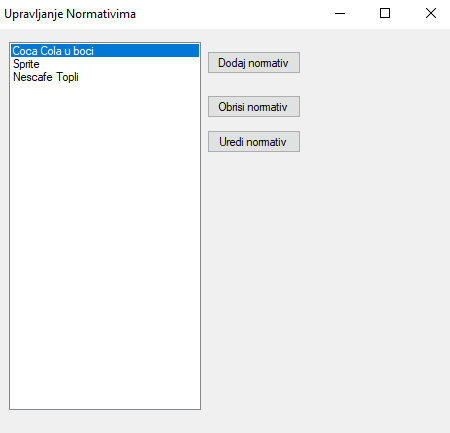 Upravljanje Normativima
Coca Cola u boci
Sprite
Nescafe Topli
Dodaj normativ
Obrisi normativ
Uredi normativ